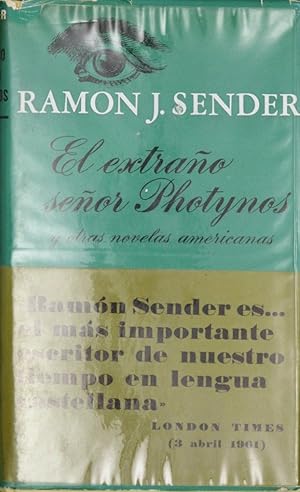 RAMON J. SENDER
El extraño
señor Photynos
y otras novelas americanas
«Ramón Sender es...
el más importante
escritor de nuestro
tiempo en lengua
castellana»
LONDON TIMES
(3 abril 1961)